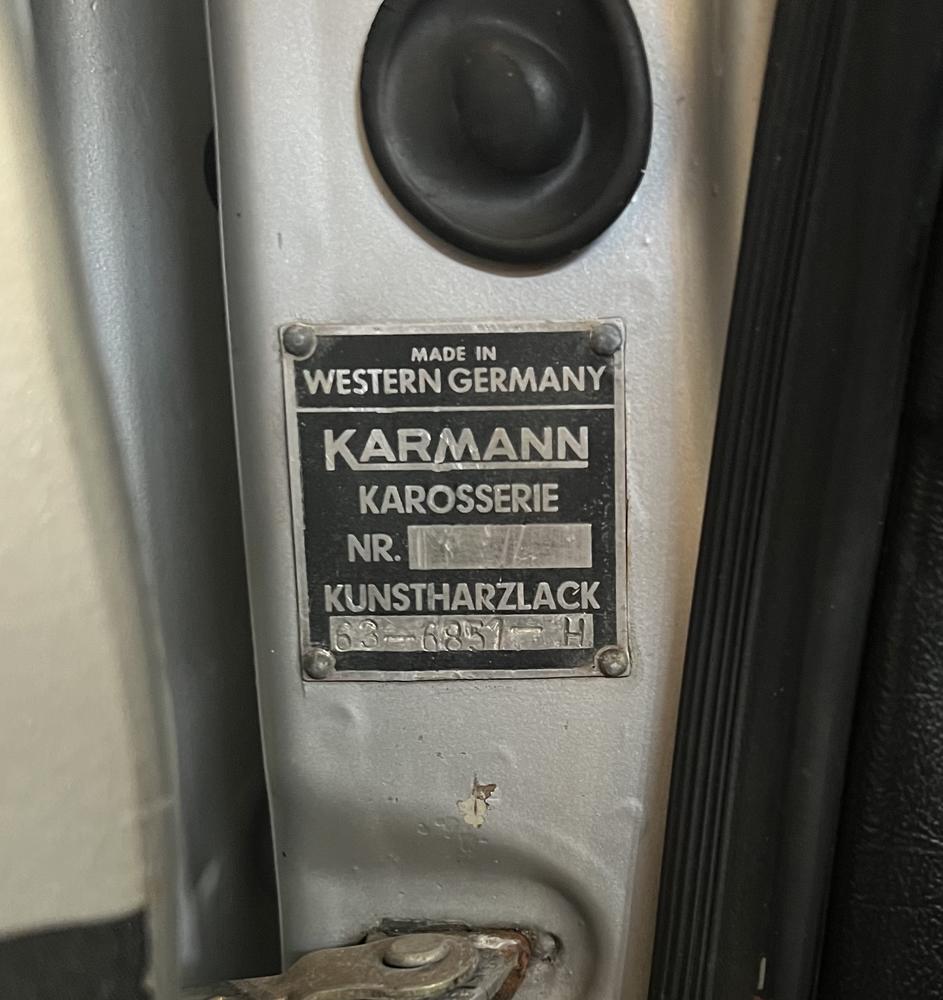 MADE IN
WESTERN GERMANY
KARMANN
KAROSSERIE
NR.
KUNSTHARZLACK
63-6851-H